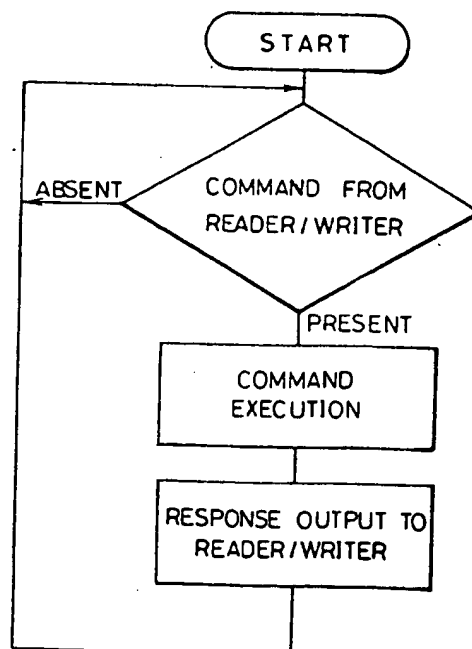 START
COMMAND FROM
READER/WRITER
ABSENT
PRESENT
COMMAND
EXECUTION
RESPONSE OUTPUT TO
READER/WRITER